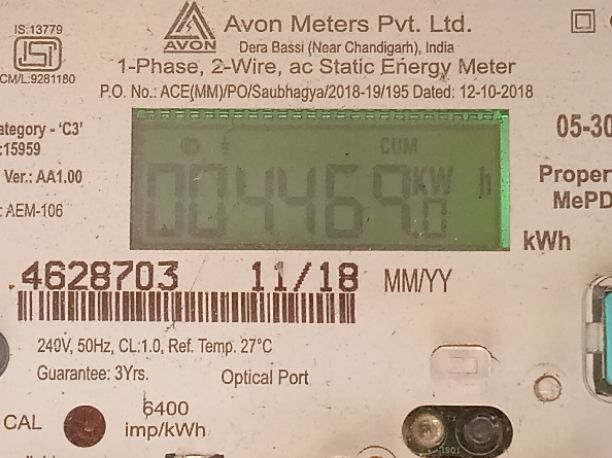 IS:13779
CM/L:9281180
AVON
Avon Meters Pvt. Ltd.
Dera Bassi (Near Chandigarh), India
1-Phase, 2-Wire, ac Static Energy Meter
P.O. No.: ACE(MM)/PO/Saubhagya/2018-19/195 Dated: 12-10-2018
ategory - 'C3'
:15959
Ver.: AA1.00
: AEM-106
CUM
004469.0
KW h
05-30
Propert
MePD
kWh
4628703 11/18 MM/YY
240V, 50Hz, CL:1.0, Ref. Temp. 27°C
Guarantee: 3Yrs. Optical Port
CAL
6400
imp/kWh